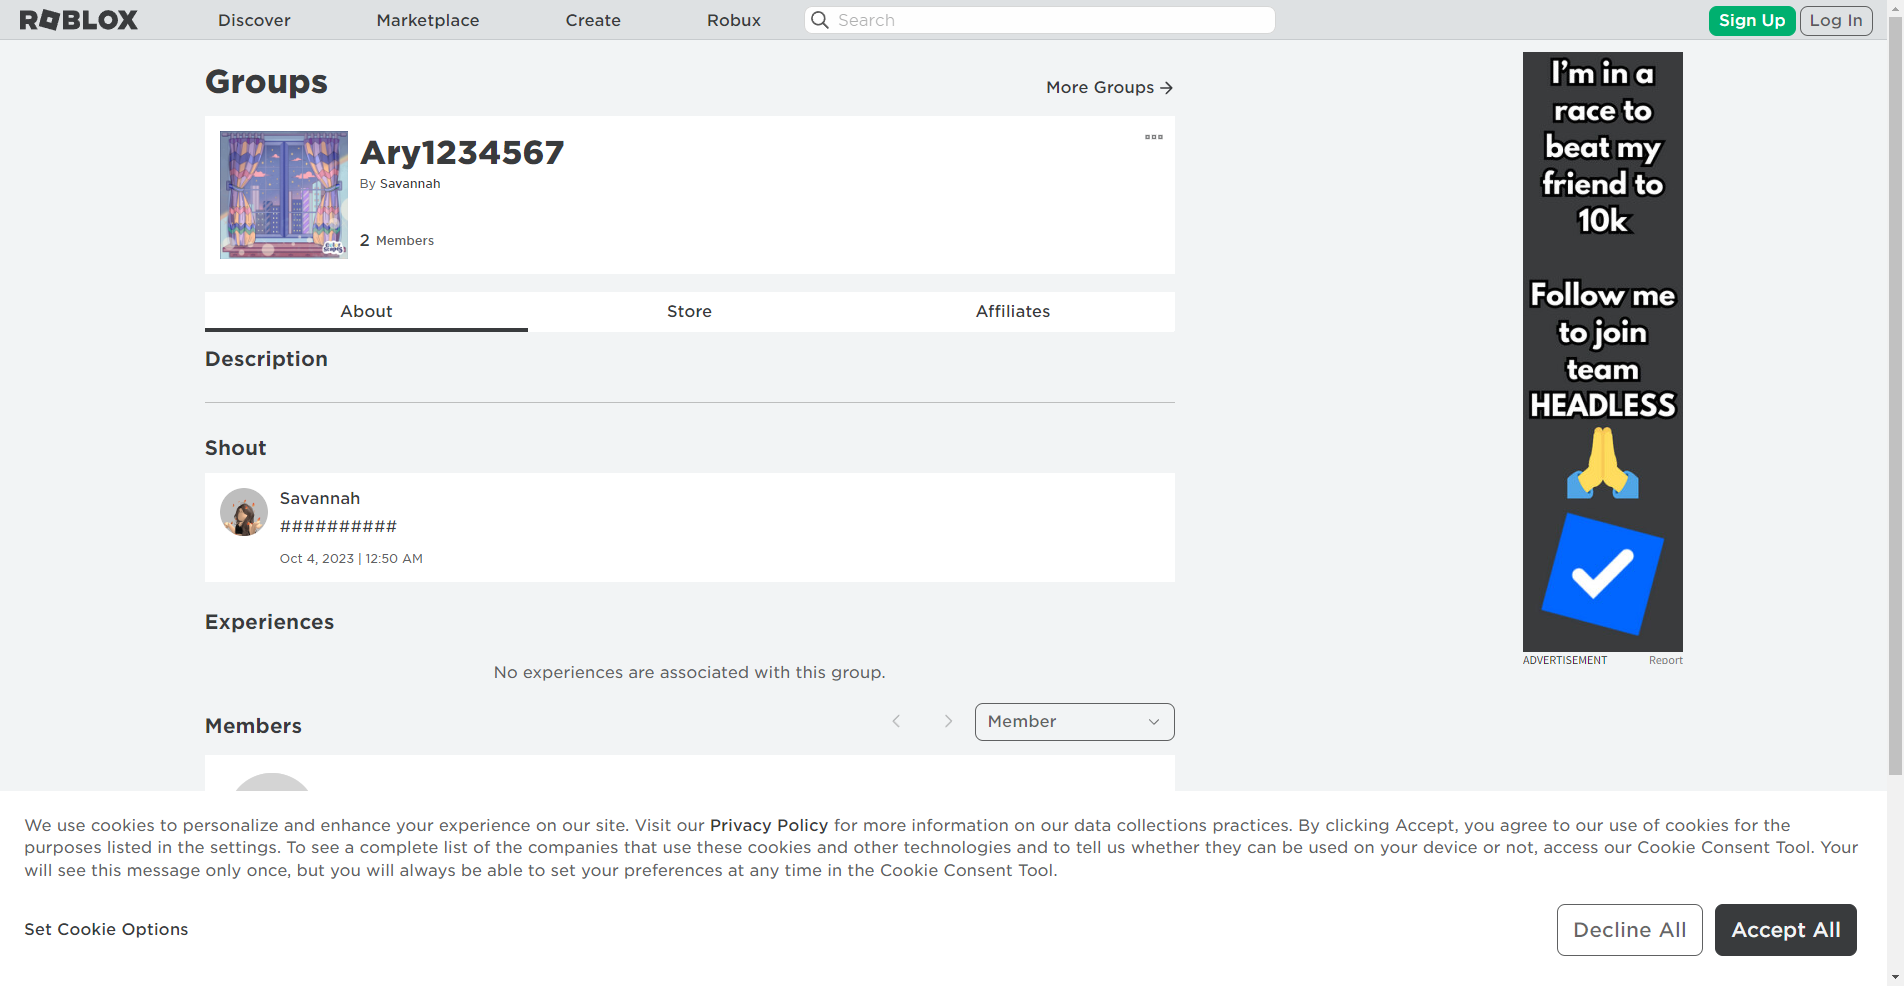 ROBLOX
Discover
Marketplace
Create
Robux
Search
Sign Up
Log In
Groups
More Groups →
Ary1234567
By Savannah
2 Members
About
Store
Affiliates
Description
Shout
Savannah
##########
Oct 4, 2023 | 12:50 AM
Experiences
No experiences are associated with this group.
Members
Member
I'm in a
race to
beat my
friend to
10k
Follow me
to join
team
HEADLESS
ADVERTISEMENT
Report
We use cookies to personalize and enhance your experience on our site. Visit our Privacy Policy for more information on our data collections practices. By clicking Accept, you agree to our use of cookies for the
purposes listed in the settings. To see a complete list of the companies that use these cookies and other technologies and to tell us whether they can be used on your device or not, access our Cookie Consent Tool. Your
will see this message only once, but you will always be able to set your preferences at any time in the Cookie Consent Tool.
Set Cookie Options
Decline All
Accept All